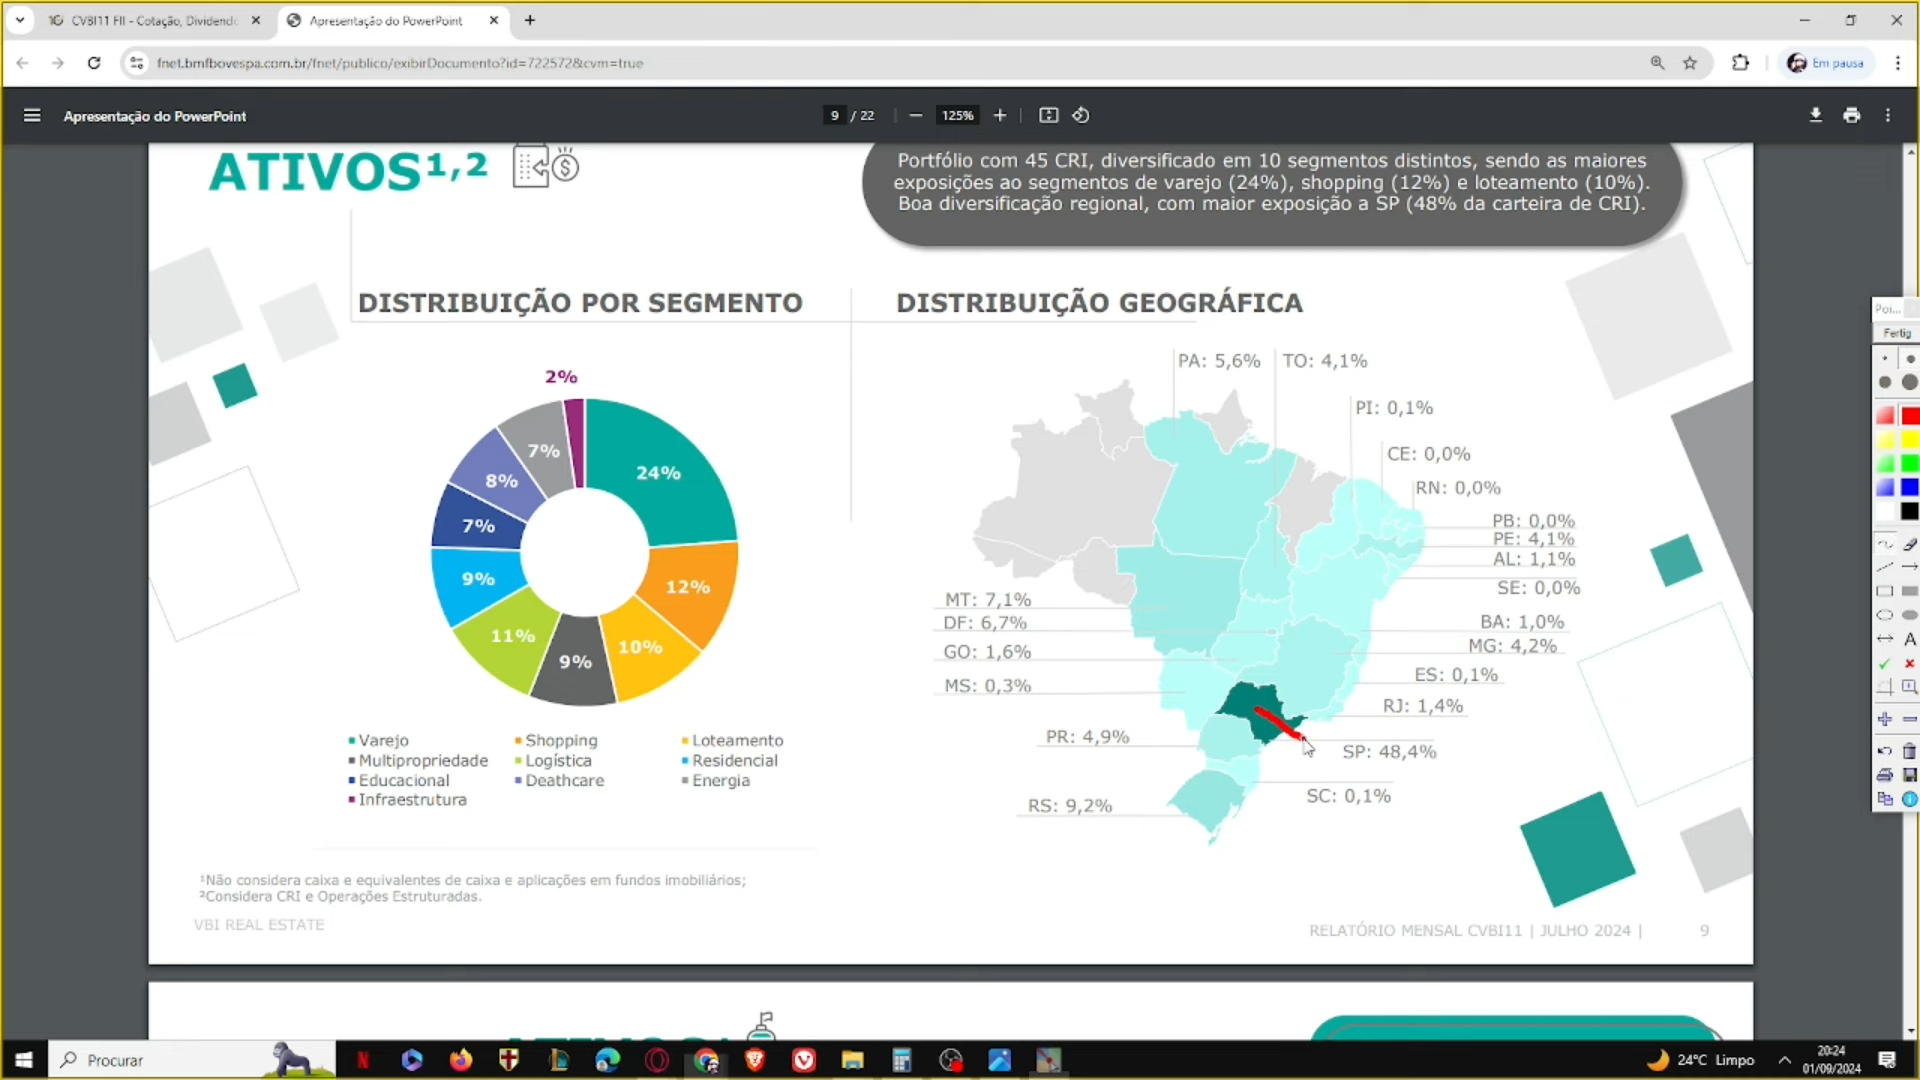 CVBI11 FII - Cotação, Dividendo
Apresentação do PowerPoint
fnet.bmfbovespa.com.br/fnet/publico/exibirDocumento?id=722572&cvm=true
Em pausa
Apresentação do PowerPoint
9 / 22
125%
ATIVOS¹,²
Portfólio com 45 CRI, diversificado em 10 segmentos distintos, sendo as maiores
exposições ao segmentos de varejo (24%), shopping (12%) e loteamento (10%).
Boa diversificação regional, com maior exposição a SP (48% da carteira de CRI).
DISTRIBUIÇÃO POR SEGMENTO
2%
7%
24%
8%
7%
9%
12%
11%
10%
9%
Varejo
Shopping
Loteamento
Multipropriedade
Logística
Residencial
Educacional
Deathcare
Energia
Infraestrutura
DISTRIBUIÇÃO GEOGRÁFICA
PA: 5,6%
TO: 4,1%
PI: 0,1%
CE: 0,0%
RN: 0,0%
PB: 0,0%
PE: 4,1%
AL: 1,1%
SE: 0,0%
MT: 7,1%
DF: 6,7%
BA: 1,0%
MG: 4,2%
GO: 1,6%
ES: 0,1%
MS: 0,3%
RJ: 1,4%
PR: 4,9%
SP: 48,4%
SC: 0,1%
RS: 9,2%
¹Não considera caixa e equivalentes de caixa e aplicações em fundos imobiliários;
²Considera CRI e Operações Estruturadas.
VBI REAL ESTATE
RELATÓRIO MENSAL CVBI11 | JULHO 2024 |
9
Poi...
Fertig
A
Procurar
24°C Limpo
20:24
01/09/2024